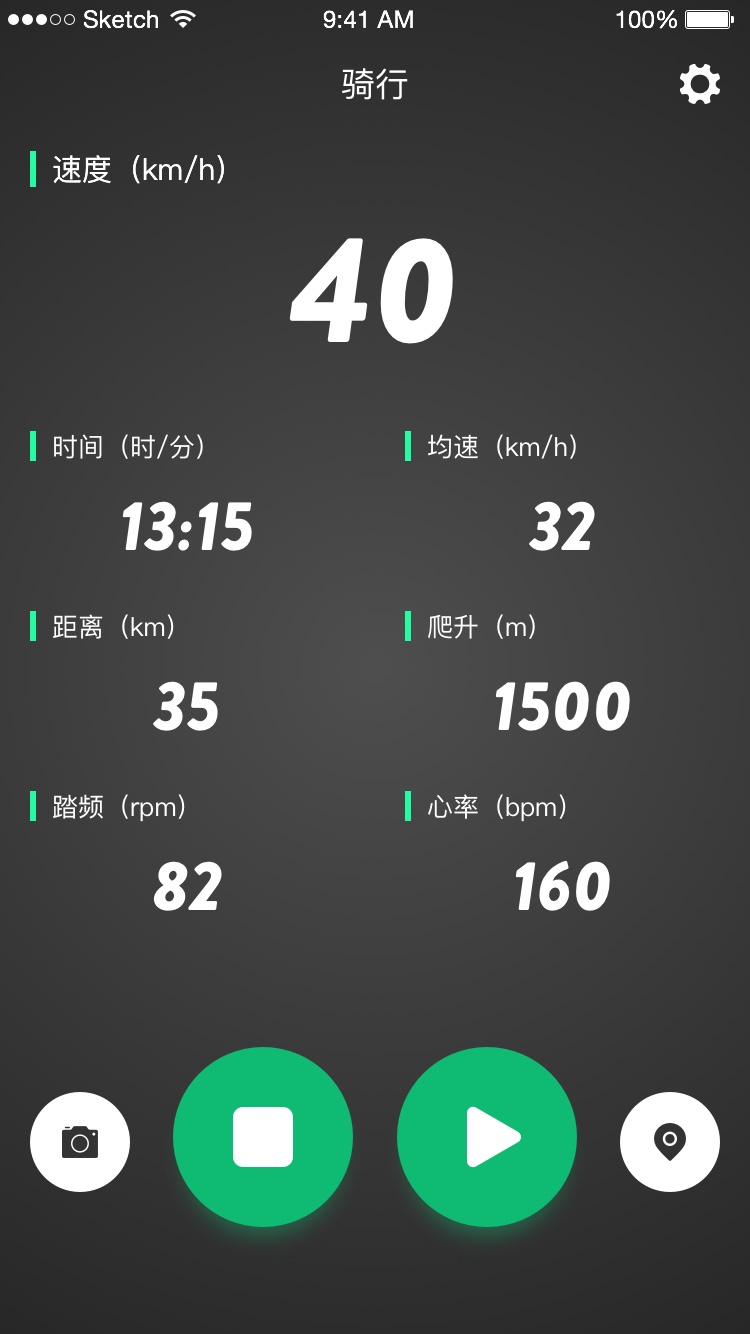 Sketch 9:41 AM 100%
骑行
速度（km/h）
40
时间（时/分） 均速（km/h）
13:15 32
距离（km） 爬升（m）
35 1500
踏频（rpm） 心率（bpm）
82 160